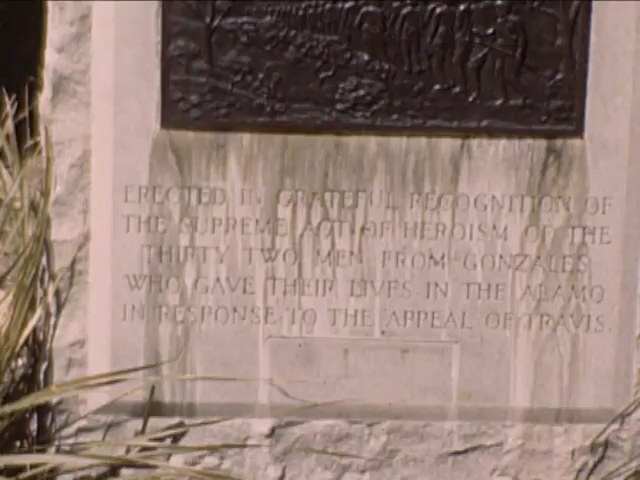 ERECTED IN GRATEFUL RECOGNITION OF
THE SUPREME ACT OF HEROISM OF THE
THIRTY TWO MEN FROM GONZALES
WHO GAVE THEIR LIVES IN THE ALAMO
IN RESPONSE TO THE APPEAL OF TRAVIS.